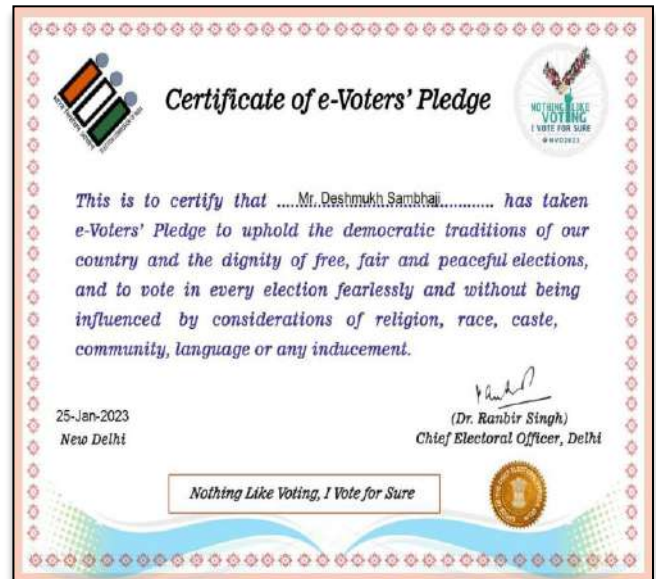 Certificate of e-Voters' Pledge
NOTHING LIKE
VOTING
I VOTE FOR SURE
This is to certify that .....Mr. Deshmukh Sambhaji............ has taken
e-Voters' Pledge to uphold the democratic traditions of our
country and the dignity of free, fair and peaceful elections,
and to vote in every election fearlessly and without being
influenced by considerations of religion, race, caste,
community, language or any inducement.
25-Jan-2023
New Delhi
(Dr. Ranbir Singh)
Chief Electoral Officer, Delhi
Nothing Like Voting, I Vote for Sure